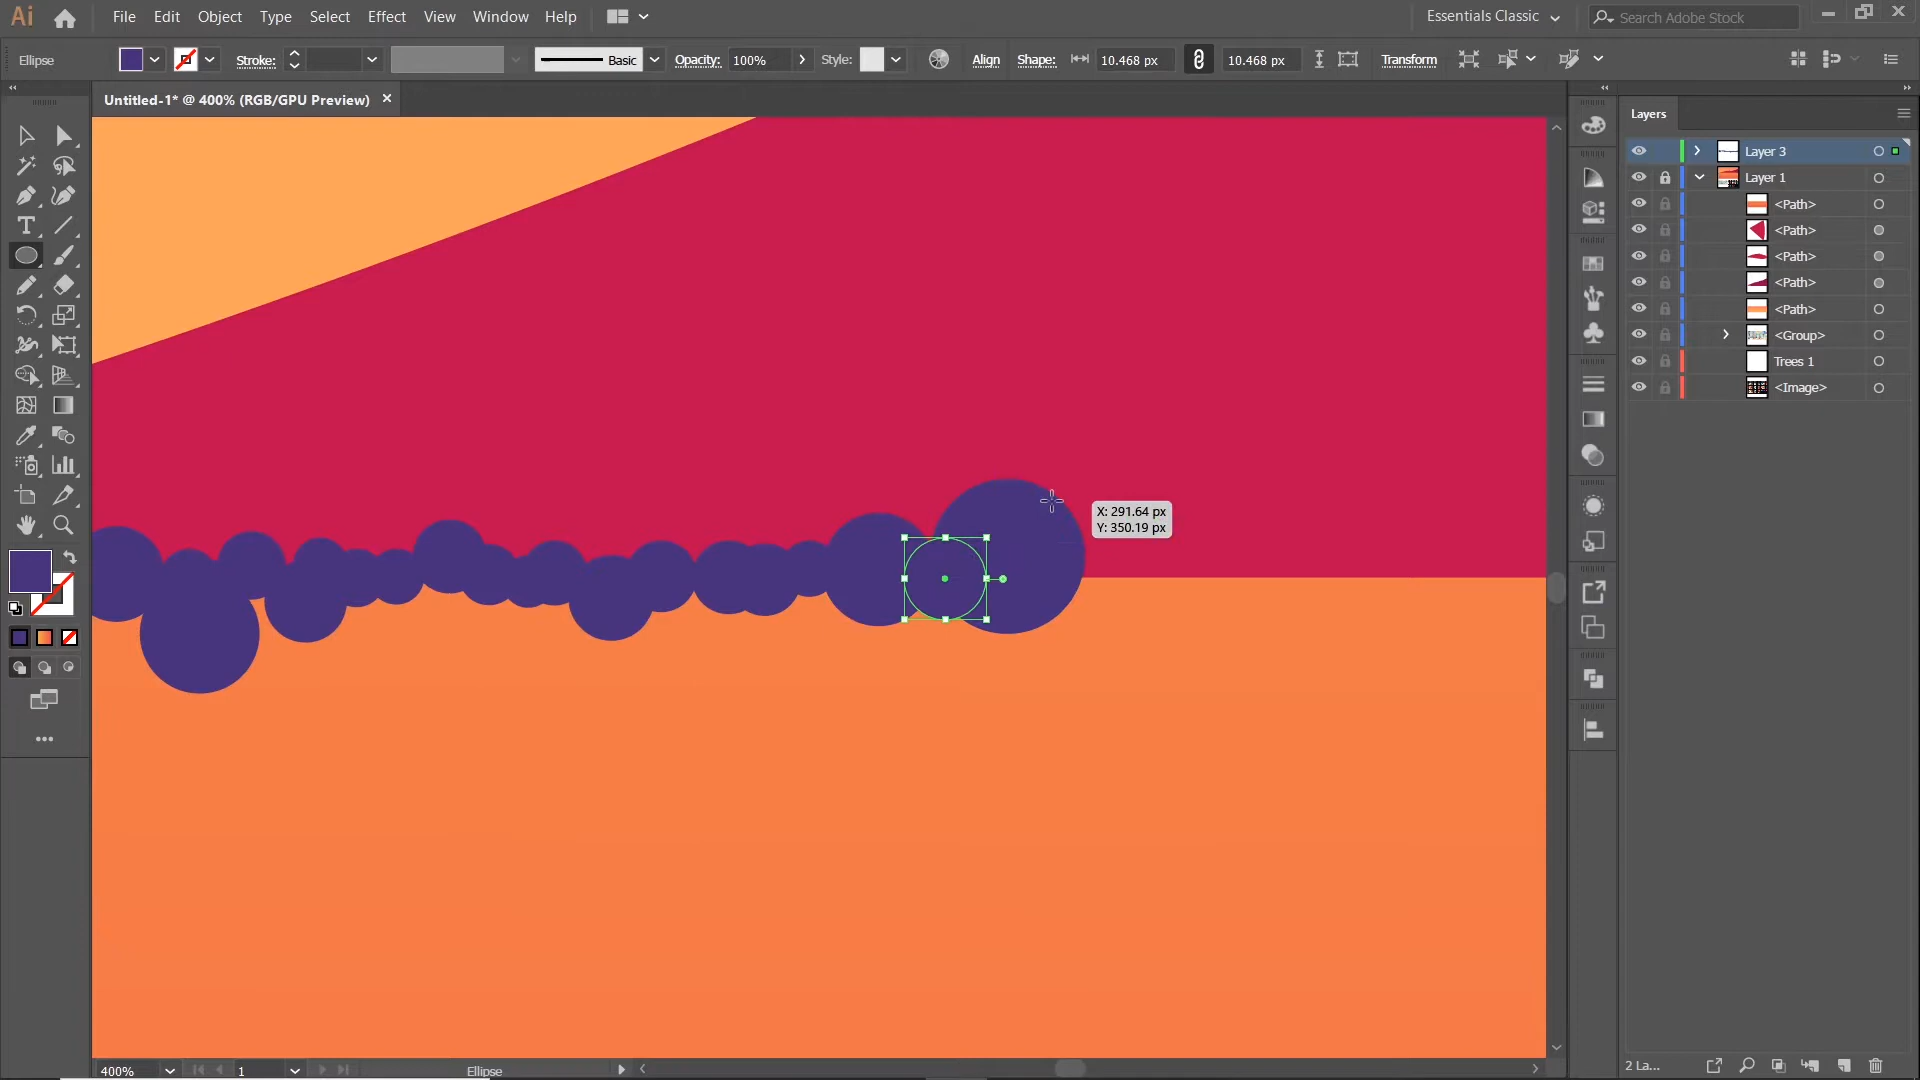 Ai File Edit Object Type Select Effect View Window Help Essentials Classic Search Adobe Stock
Ellipse Stroke: Basic Opacity: 100% Style: Align Shape: 10.468 px 10.468 px Transform
Untitled-1* @ 400% (RGB/GPU Preview)
Layers
Layer 3
Layer 1
<Path>
<Path>
<Path>
<Path>
<Path>
<Group>
Trees 1
<Image>
X: 291.64 px
Y: 350.19 px
400% 1 Ellipse
2 La...